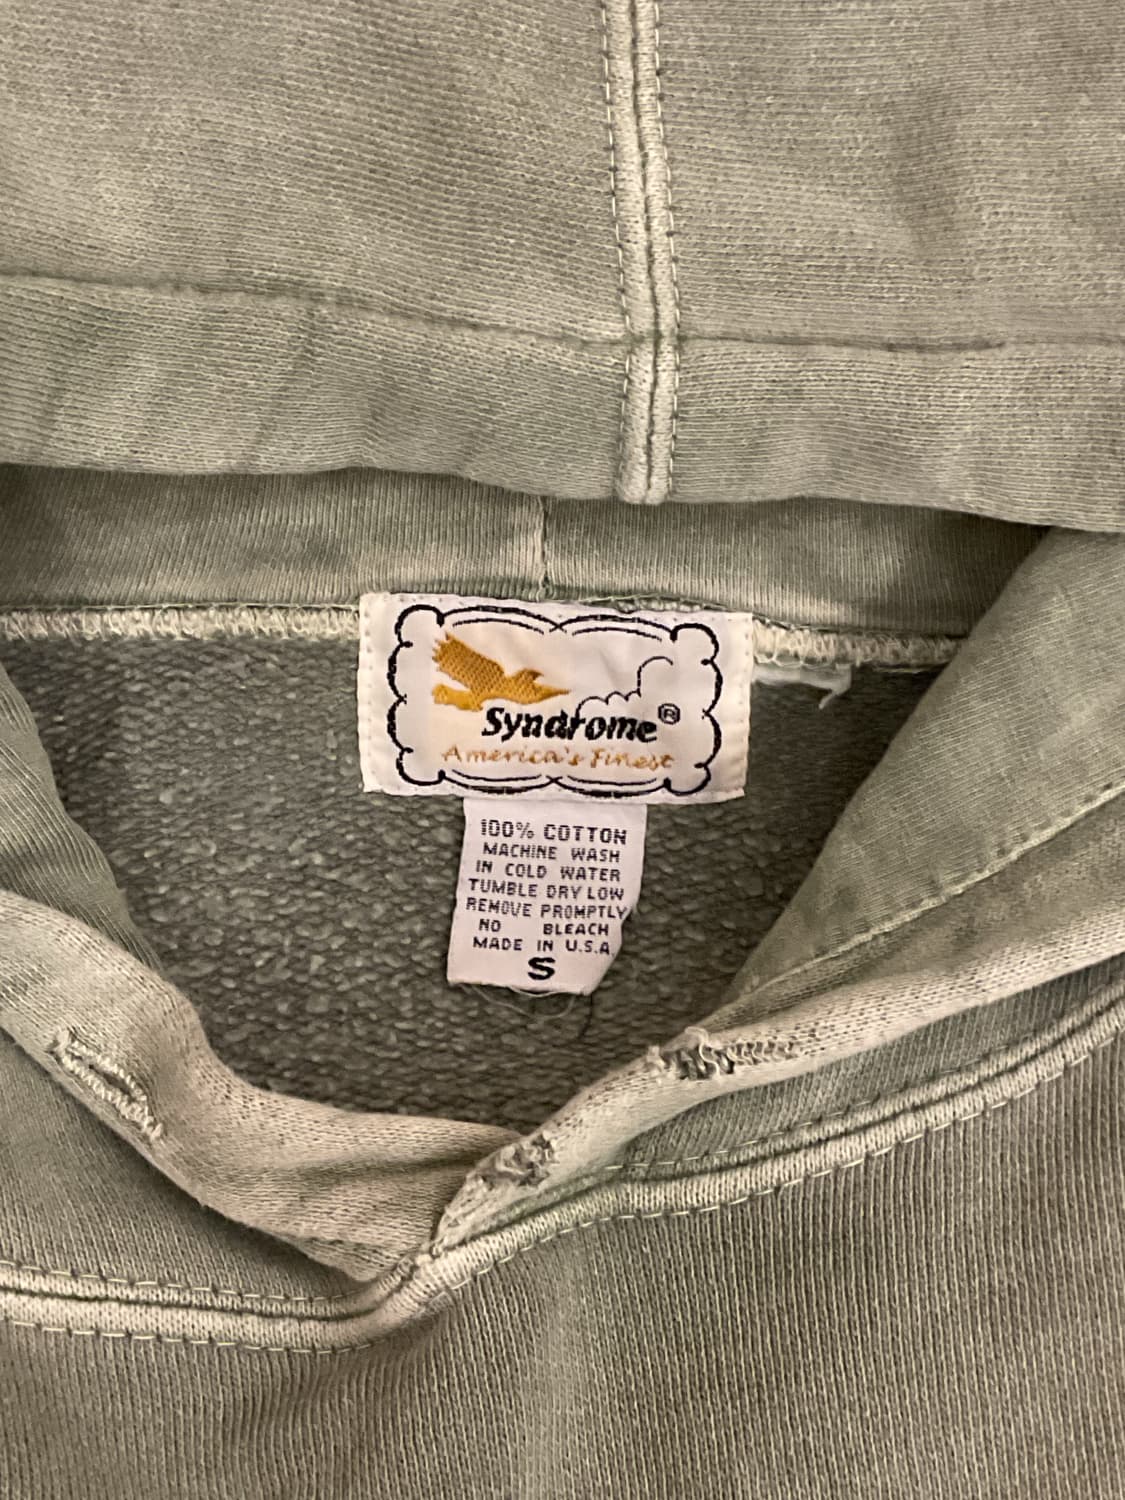 Syndrome®
America's Finest
100% COTTON
MACHINE WASH
IN COLD WATER
TUMBLE DRY LOW
REMOVE PROMPTLY
NO BLEACH
MADE IN U.S.A
S